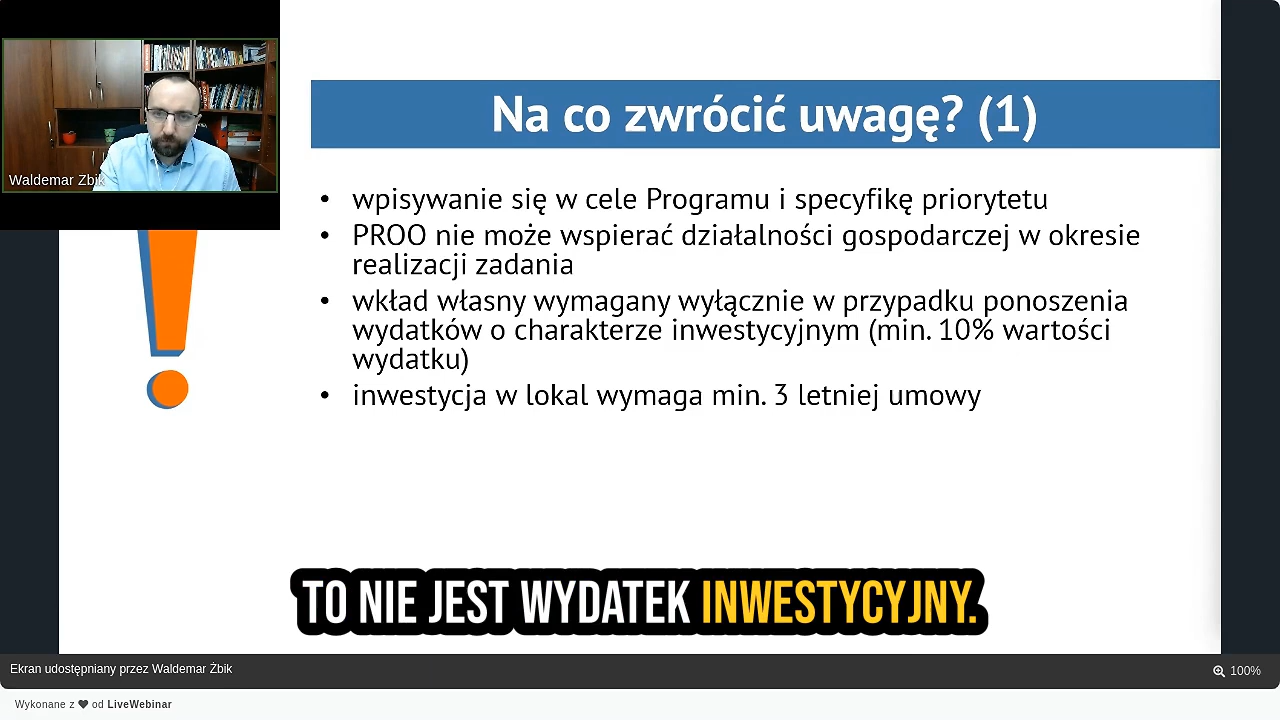 Waldemar Zbik
Na co zwrócić uwagę? (1)
• wpisywanie się w cele Programu i specyfikę priorytetu
• PROO nie może wspierać działalności gospodarczej w okresie
realizacji zadania
• wkład własny wymagany wyłącznie w przypadku ponoszenia
wydatków o charakterze inwestycyjnym (min. 10% wartości
wydatku)
• inwestycja w lokal wymaga min. 3 letniej umowy
TO NIE JEST WYDATEK INWESTYCYJNY.
Ekran udostępniany przez Waldemar Żbik
100%
Wykonane z ❤ od LiveWebinar